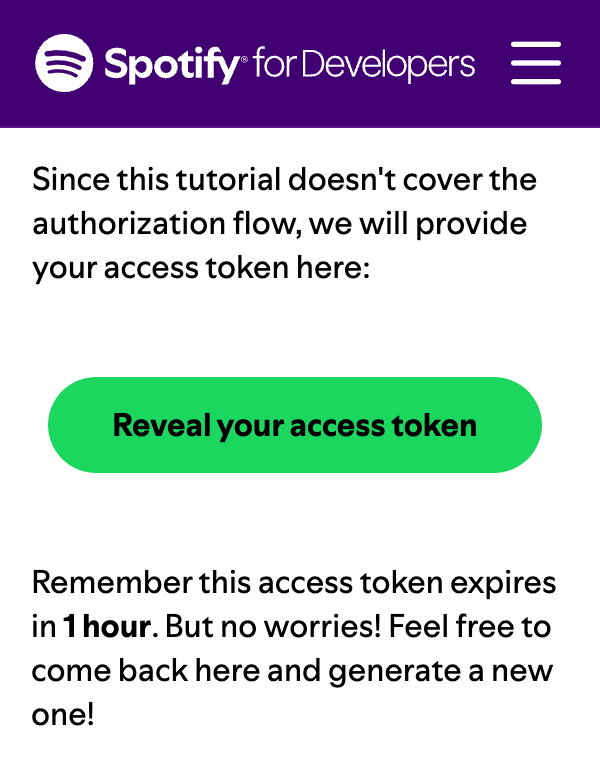 Spotify® for Developers
Since this tutorial doesn't cover the
authorization flow, we will provide
your access token here:
Reveal your access token
Remember this access token expires
in 1 hour. But no worries! Feel free to
come back here and generate a new
one!